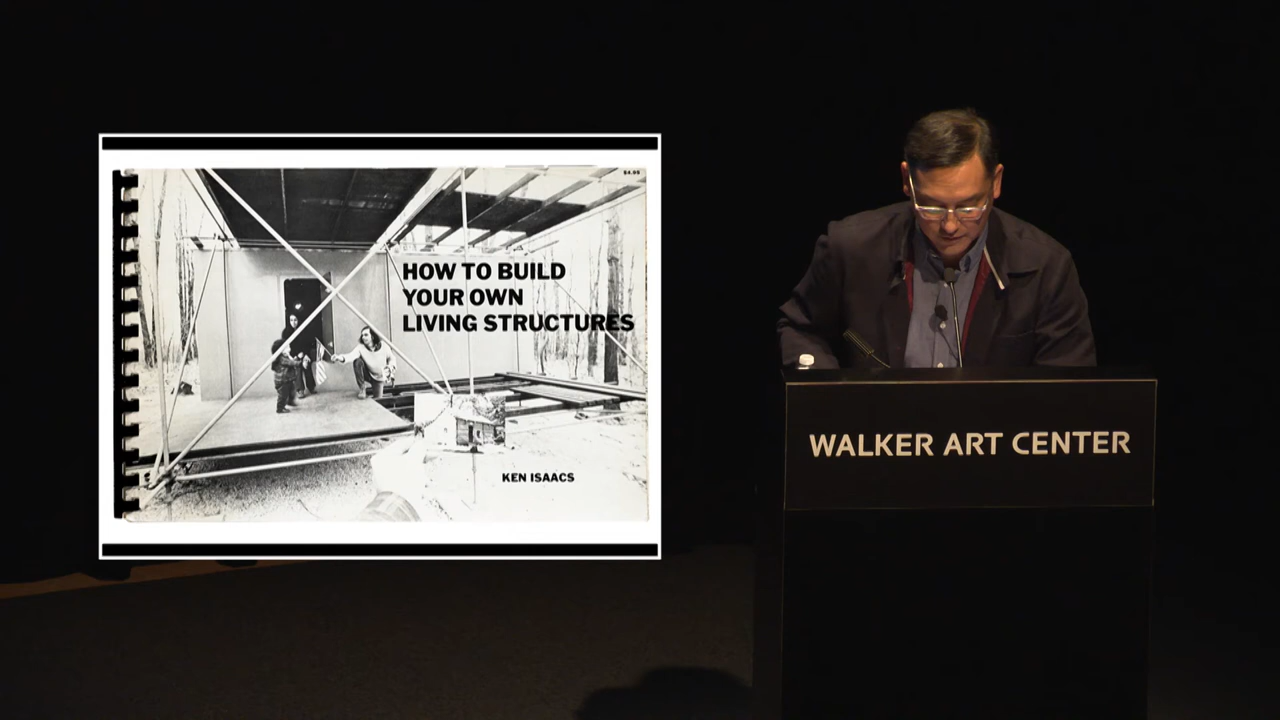 $4.95
HOW TO BUILD
YOUR OWN
LIVING STRUCTURES
KEN ISAACS
WALKER ART CENTER